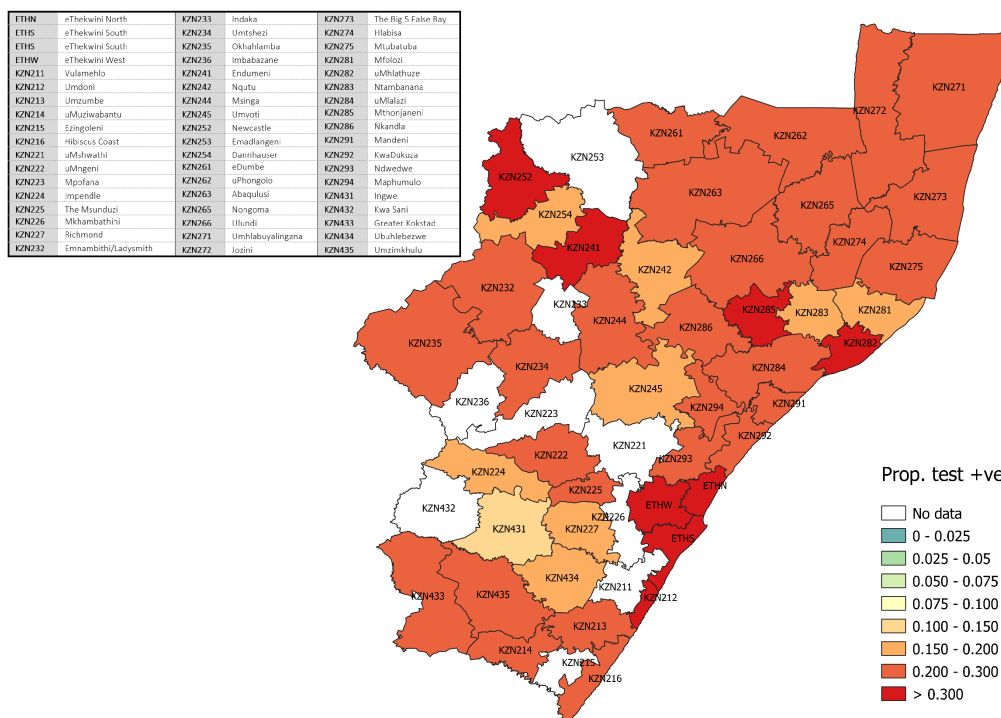 ETHN eThekwini North KZN233 Indaka KZN273 The Big 5 False Bay
ETHS eThekwini South KZN234 Umtshezi KZN274 Hlabisa
ETHS eThekwini South KZN235 Okhahlamba KZN275 Mtubatuba
ETHW eThekwini West KZN236 Imbabazane KZN281 Mfolozi
KZN211 Vulamehlo KZN241 Endumeni KZN282 uMhlathuze
KZN212 Umdoni KZN242 Nqutu KZN283 Ntambanana
KZN213 Umzumbe KZN244 Msinga KZN284 uMlalazi
KZN214 uMuziwabantu KZN245 Umvoti KZN285 Mthonjaneni
KZN215 Ezingoleni KZN252 Newcastle KZN286 Nkandla
KZN216 Hibiscus Coast KZN253 Emadlangeni KZN291 Mandeni
KZN221 uMshwathi KZN254 Dannhauser KZN292 KwaDukuza
KZN222 uMngeni KZN261 eDumbe KZN293 Ndwedwe
KZN223 Mpofana KZN262 uPhongolo KZN294 Maphumulo
KZN224 Impendle KZN263 Abaqulusi KZN431 Ingwe
KZN225 The Msunduzi KZN265 Nongoma KZN432 Kwa Sani
KZN226 Mkhambathini KZN266 Ulundi KZN433 Greater Kokstad
KZN227 Richmond KZN271 Umhlabuyalingana KZN434 Ubuhlebezwe
KZN232 Emnambithi/Ladysmith KZN272 Jozini KZN435 Umzimkhulu
KZN271
KZN272
KZN261
KZN262
KZN253
KZN252
KZN263
KZN273
KZN265
KZN254
KZN241
KZN274
KZN266
KZN275
KZN242
KZN232
KZN233
KZN285
KZN283
KZN281
KZN244
KZN286
KZN235
KZN282
KZN234
KZN284
KZN245
KZN236
KZN291
KZN294
KZN223
KZN292
KZN221
KZN222
KZN293
KZN224
ETHN
KZN225
KZN432
ETHW
KZN226
KZN431
KZN227
ETHS
KZN434
KZN211
KZN433
KZN435
KZN212
KZN213
KZN214
KZN215
KZN216
Prop. test +ve
No data
0 - 0.025
0.025 - 0.05
0.050 - 0.075
0.075 - 0.100
0.100 - 0.150
0.150 - 0.200
0.200 - 0.300
> 0.300